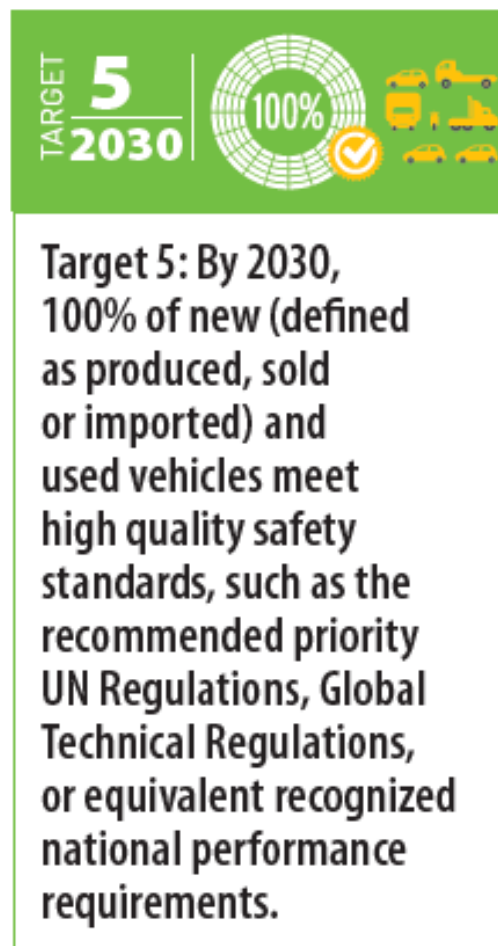 TARGET
5
2030
100%
Target 5: By 2030,
100% of new (defined
as produced, sold
or imported) and
used vehicles meet
high quality safety
standards, such as the
recommended priority
UN Regulations, Global
Technical Regulations,
or equivalent recognized
national performance
requirements.